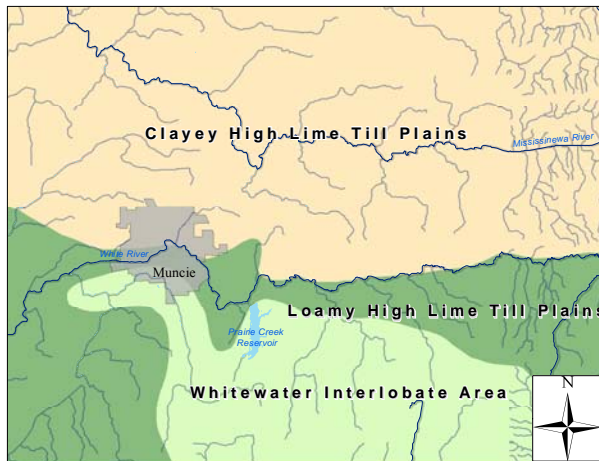 Clayey High Lime Till Plains
Mississinewa River
White River
Muncie
Loamy High Lime Till Plains
Prairie Creek
Reservoir
Whitewater Interlobate Area
N